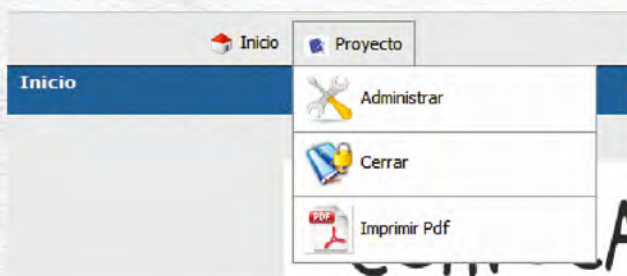 Inicio
Proyecto
Inicio
Administrar
Cerrar
PDF
Imprimir Pdf